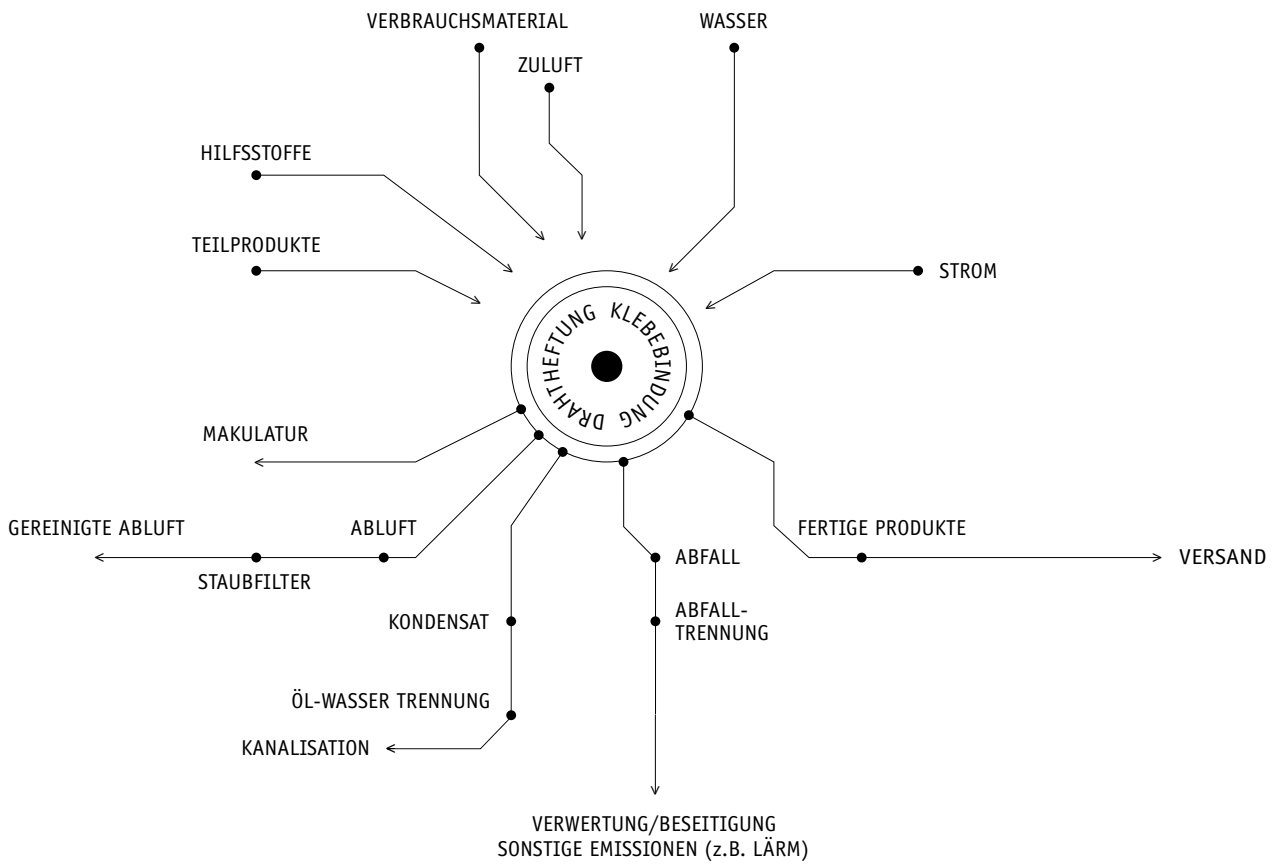 VERBRAUCHSMATERIAL
WASSER
ZULUFT
HILFSSTOFFE
TEILPRODUKTE
STROM
DRAHTHEFTUNG KLEBEBINDUNG
MAKULATUR
GEREINIGTE ABLUFT
ABLUFT
FERTIGE PRODUKTE
STAUBFILTER
ABFALL
VERSAND
KONDENSAT
ABFALL-
TRENNUNG
ÖL-WASSER TRENNUNG
KANALISATION
VERWERTUNG/BESEITIGUNG
SONSTIGE EMISSIONEN (z.B. LÄRM)